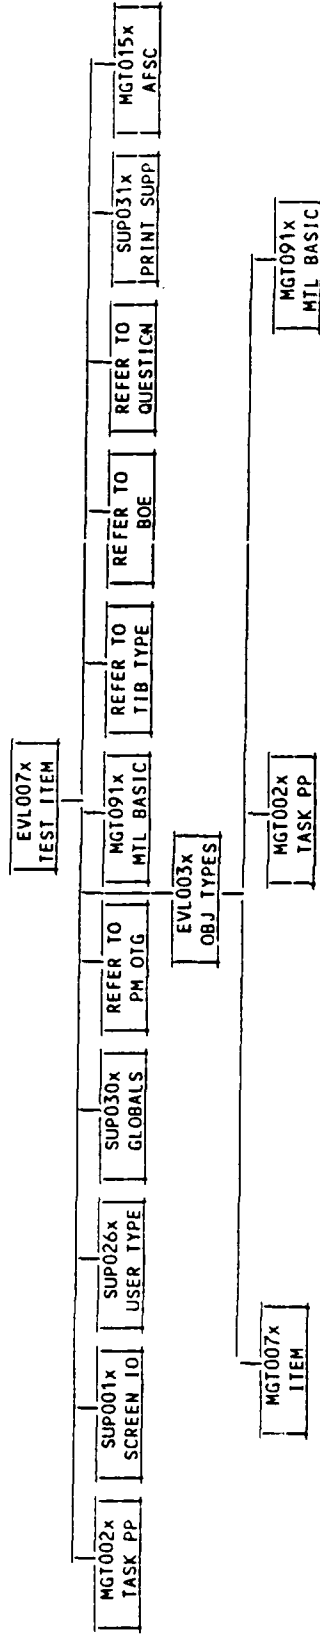 EVL007x
TEST ITEM
MGT002x
TASK PP
SUP001x
SCREEN IO
SUP026x
USER TYPE
SUP030x
GLOBALS
REFER TO
PM OTG
MGT091x
MTL BASIC
REFER TO
TIB TYPE
REFER TO
BOE
REFER TO
QUESTION
SUP031x
PRINT SUPP
MGT015x
AFSC
EVL003x
OBJ TYPES
MGT007x
ITEM
MGT002x
TASK PP
MGT091x
MTL BASIC